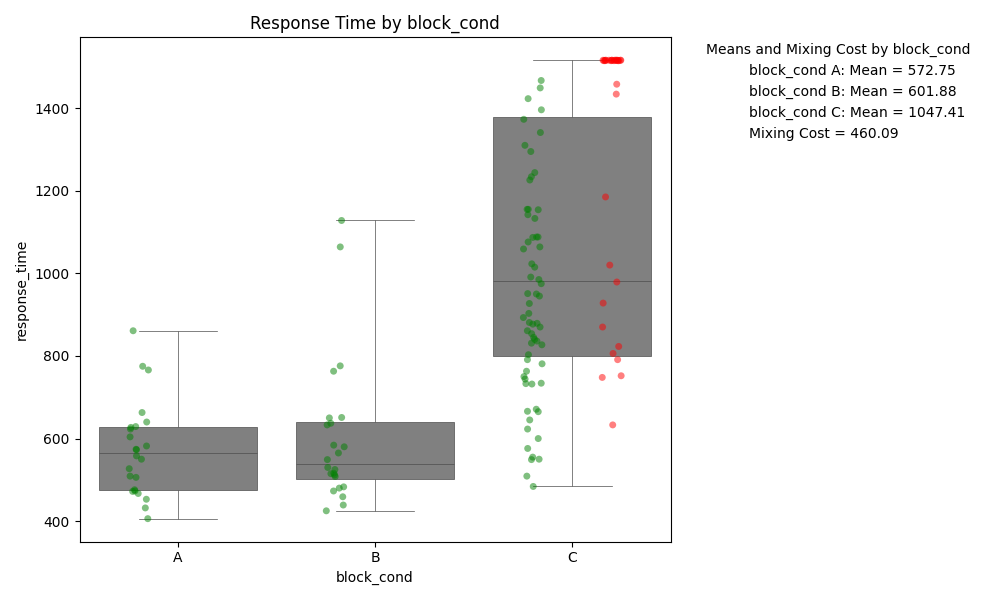 Response Time by block_cond
Means and Mixing Cost by block_cond
block_cond A: Mean = 572.75
block_cond B: Mean = 601.88
block_cond C: Mean = 1047.41
Mixing Cost = 460.09
response_time
1400
1200
1000
800
600
400
A
B
C
block_cond